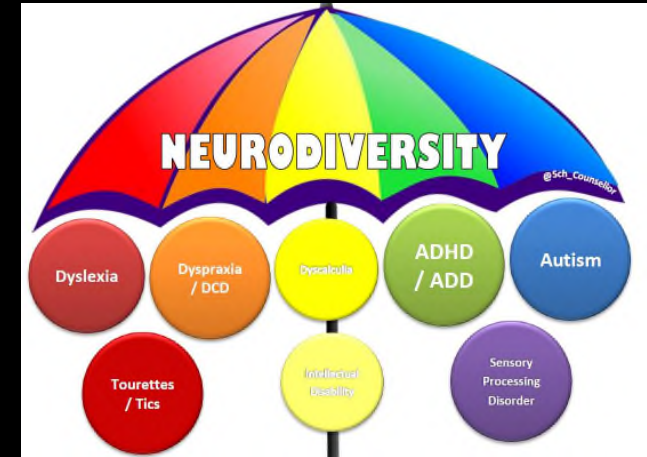 NEURODIVERSITY
@Sch_Counsellor
Dyslexia
Dyspraxia
/ DCD
Dyscalculia
ADHD
/ ADD
Autism
Tourettes
/ Tics
Intellectual
Disability
Sensory
Processing
Disorder